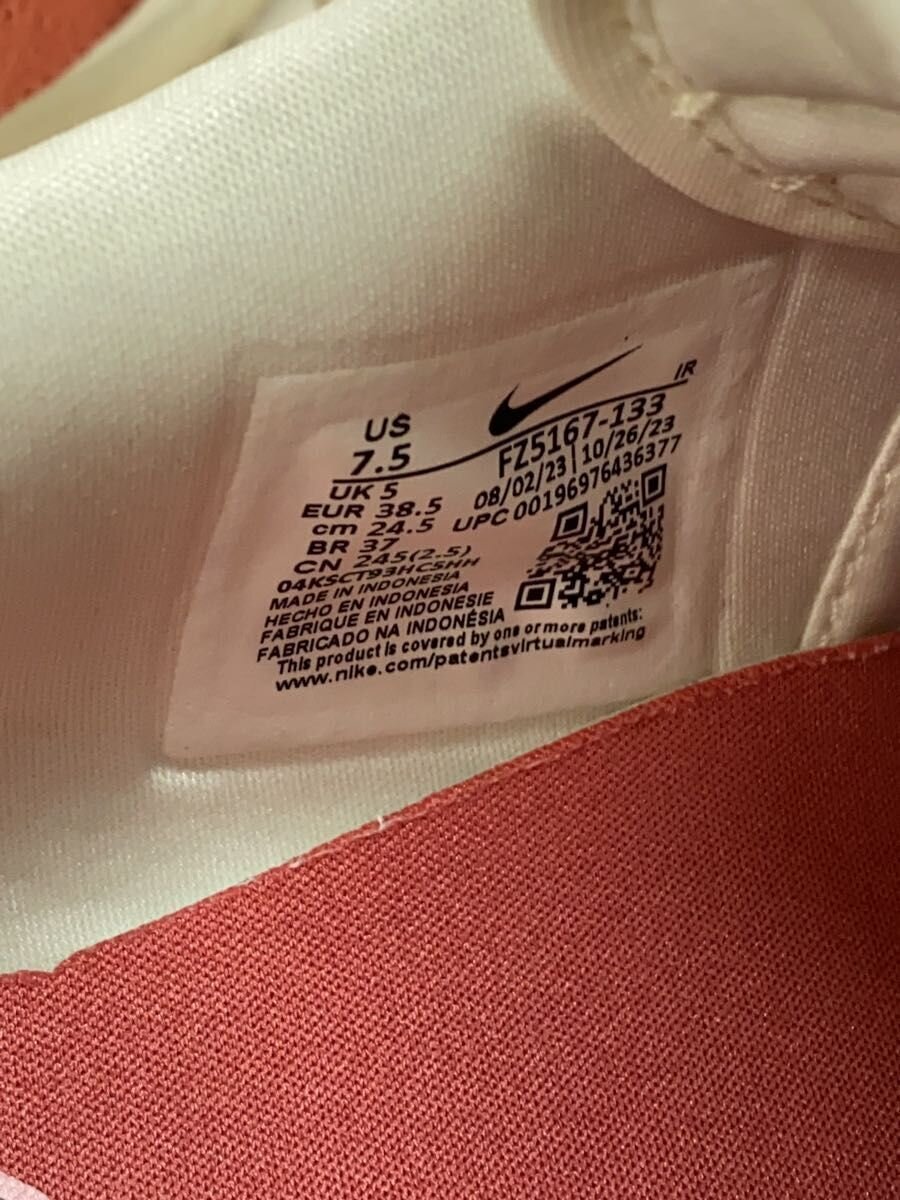 US
7.5
UK 5
EUR 38.5
cm 24.5
BR 37
CN 245(2.5)
IR
FZ5167-133
08/02/23 | 10/26/23
UPC 00196976436377
04KSCT93HC5HH
MADE IN INDONESIA
HECHO EN INDONESIA
FABRIQUE EN INDONESIE
FABRICADO NA INDONÉSIA
This product is covered by one or more patents:
www.nike.com/patentsvirtualmarking